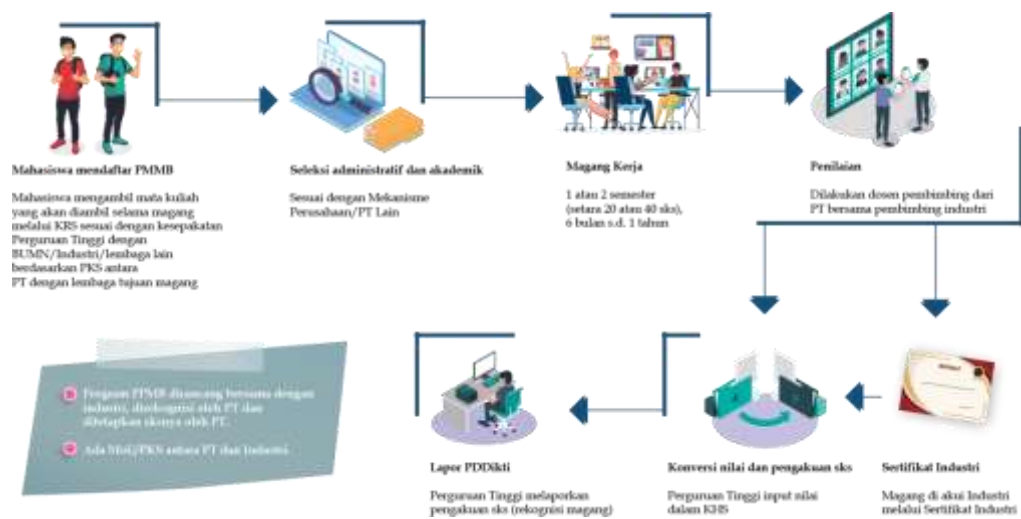 Mahasiswa mendaftar PMMB
Mahasiswa mengambil mata kuliah
yang akan diambil selama magang
melalui KRS sesuai dengan kesepakatan
Perguruan Tinggi dengan
BUMN/Industri/lembaga lain
berdasarkan PKS antara
PT dengan lembaga tujuan magang
Seleksi administratif dan akademik
Sesuai dengan Mekanisme
Perusahaan/PT Lain
Magang Kerja
1 atau 2 semester
(setara 20 atau 40 sks),
6 bulan s.d. 1 tahun
Penilaian
Dilakukan dosen pembimbing dari
PT bersama pembimbing industri
Program PPMB dirancang bersama dengan
industri, direkognisi oleh PT dan
ditetapkan sksnya oleh PT.
Ada MoU/PKS antara PT dan Industri.
Lapor PDDikti
Perguruan Tinggi melaporkan
pengakuan sks (rekognisi magang)
Konversi nilai dan pengakuan sks
Perguruan Tinggi input nilai
dalam KHS
Sertifikat Industri
Magang di akui Industri
melalui Sertifikat Industri